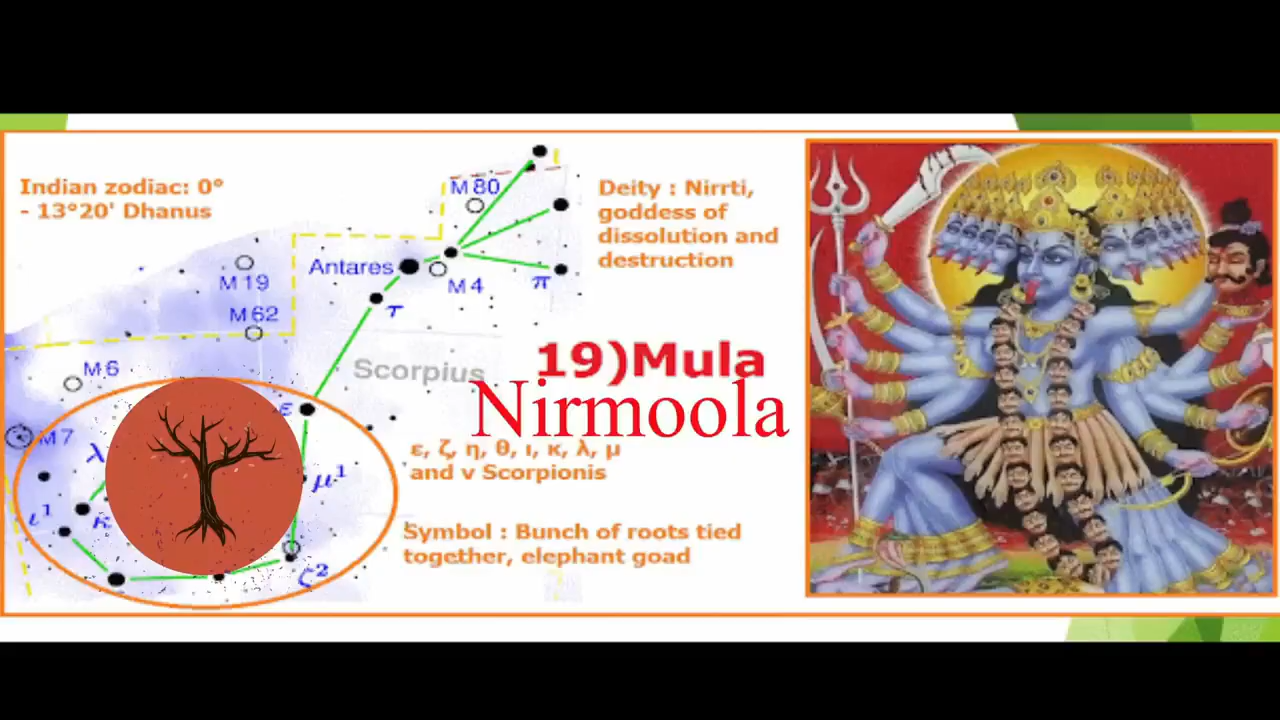 Indian zodiac: 0°
- 13°20' Dhanus
M 80
Deity : Nirrti,
goddess of
dissolution and
destruction
Antares
M 4
π
M 19
τ
M 62
Scorpius
19)Mula
Nirmoola
M 6
ε
M 7
λ
ε, ζ, η, θ, ι, κ, λ, μ
and ν Scorpionis
μ¹
ι¹
κ
Symbol : Bunch of roots tied
together, elephant goad
ζ²